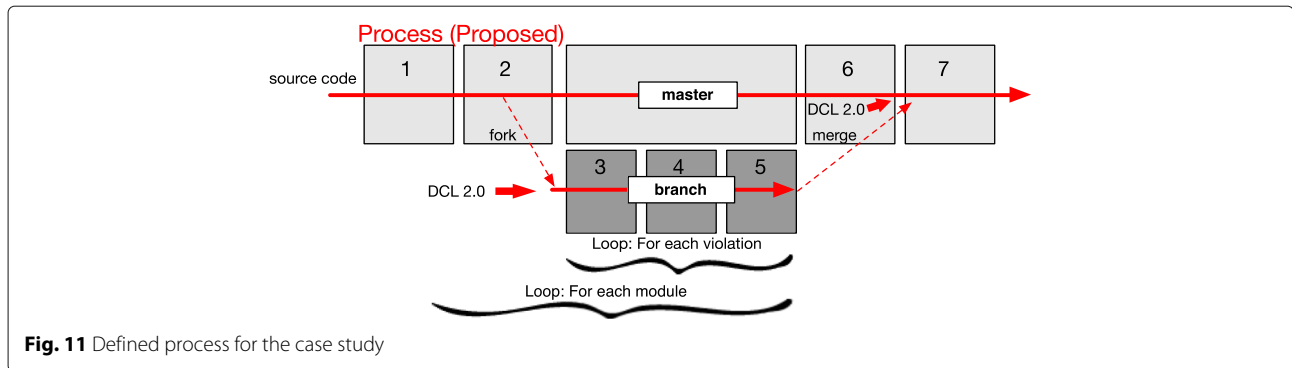 Process (Proposed)
1
2
6
7
source code
master
DCL 2.0
fork
merge
3
4
5
DCL 2.0
branch
Loop: For each violation
Loop: For each module
Fig. 11 Defined process for the case study